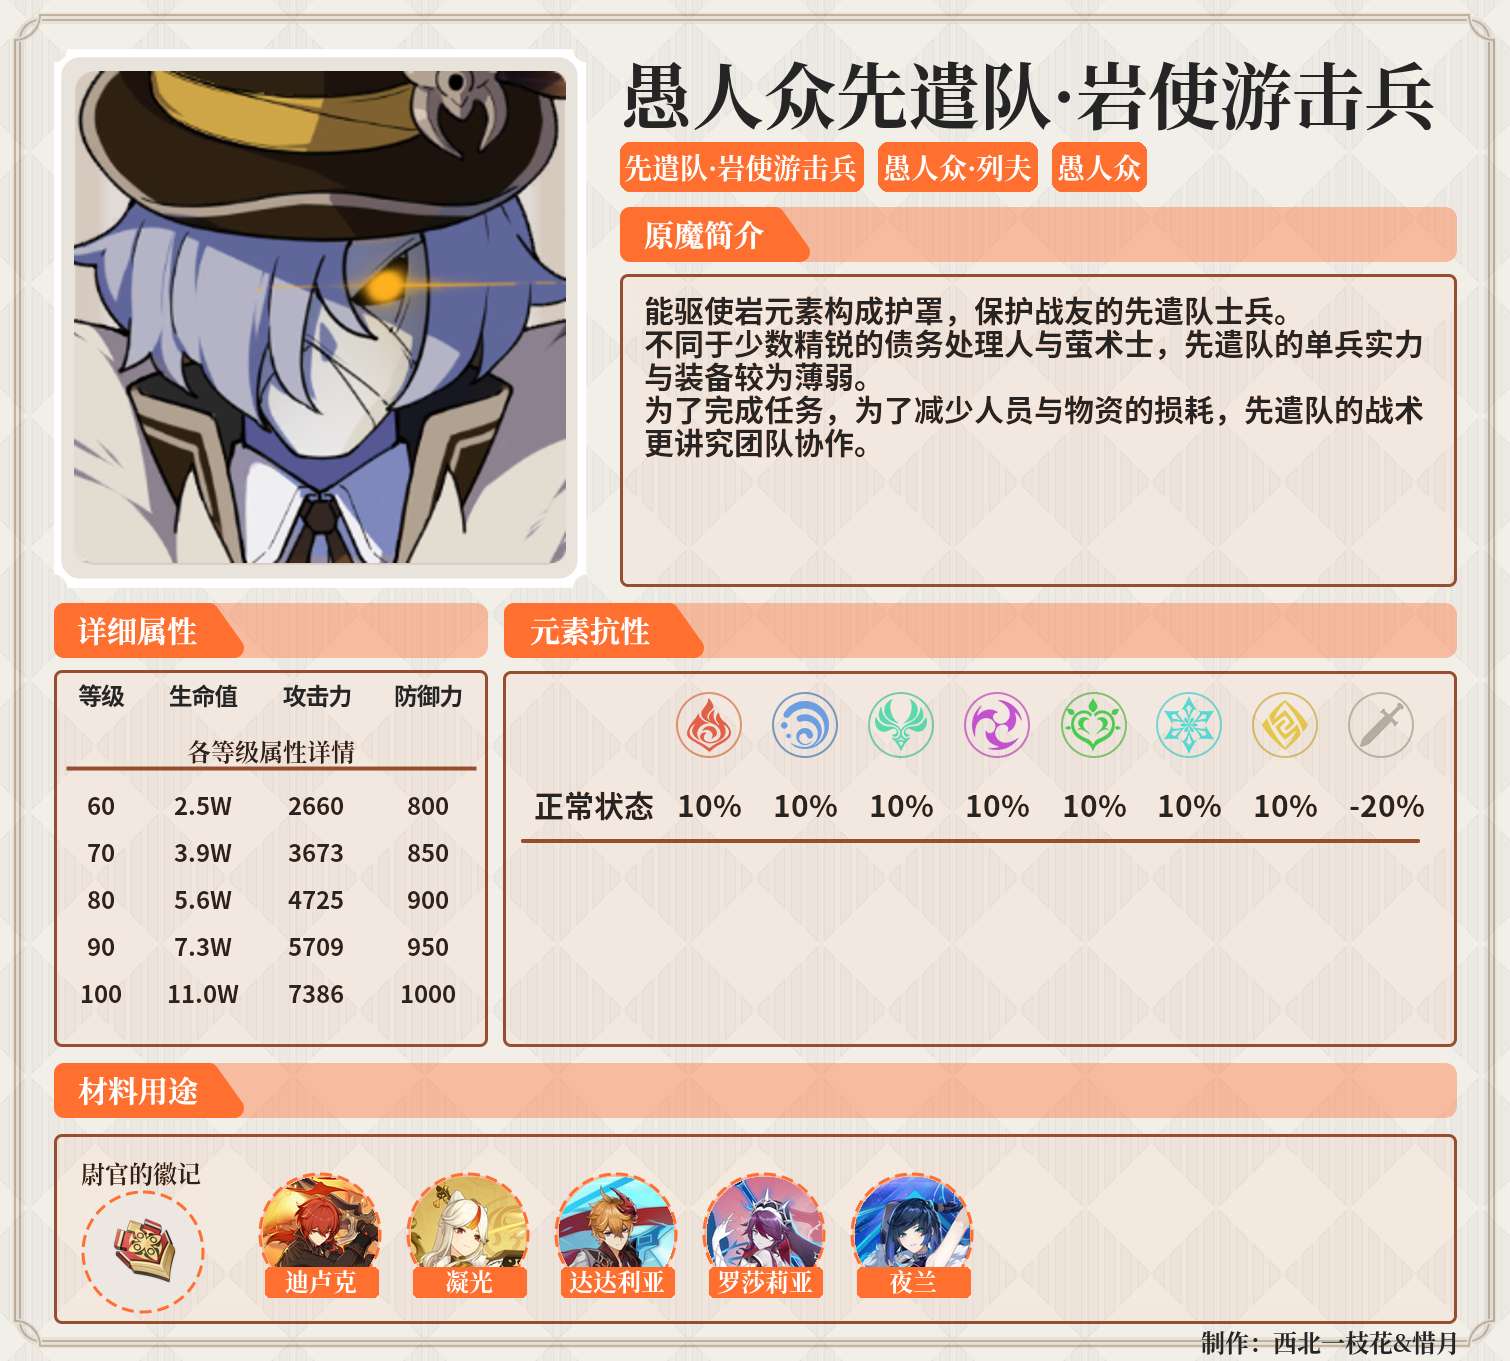 愚人众先遣队·岩使游击兵
先遣队·岩使游击兵 愚人众·列夫 愚人众
原魔简介
能驱使岩元素构成护罩，保护战友的先遣队士兵。
不同于少数精锐的债务处理人与萤术士，先遣队的单兵实力
与装备较为薄弱。
为了完成任务，为了减少人员与物资的损耗，先遣队的战术
更讲究团队协作。
详细属性
等级 生命值 攻击力 防御力
各等级属性详情
60 2.5W 2660 800
70 3.9W 3673 850
80 5.6W 4725 900
90 7.3W 5709 950
100 11.0W 7386 1000
元素抗性
正常状态 10% 10% 10% 10% 10% 10% 10% -20%
材料用途
尉官的徽记
迪卢克 凝光 达达利亚 罗莎莉亚 夜兰
制作：西北一枝花&惜月